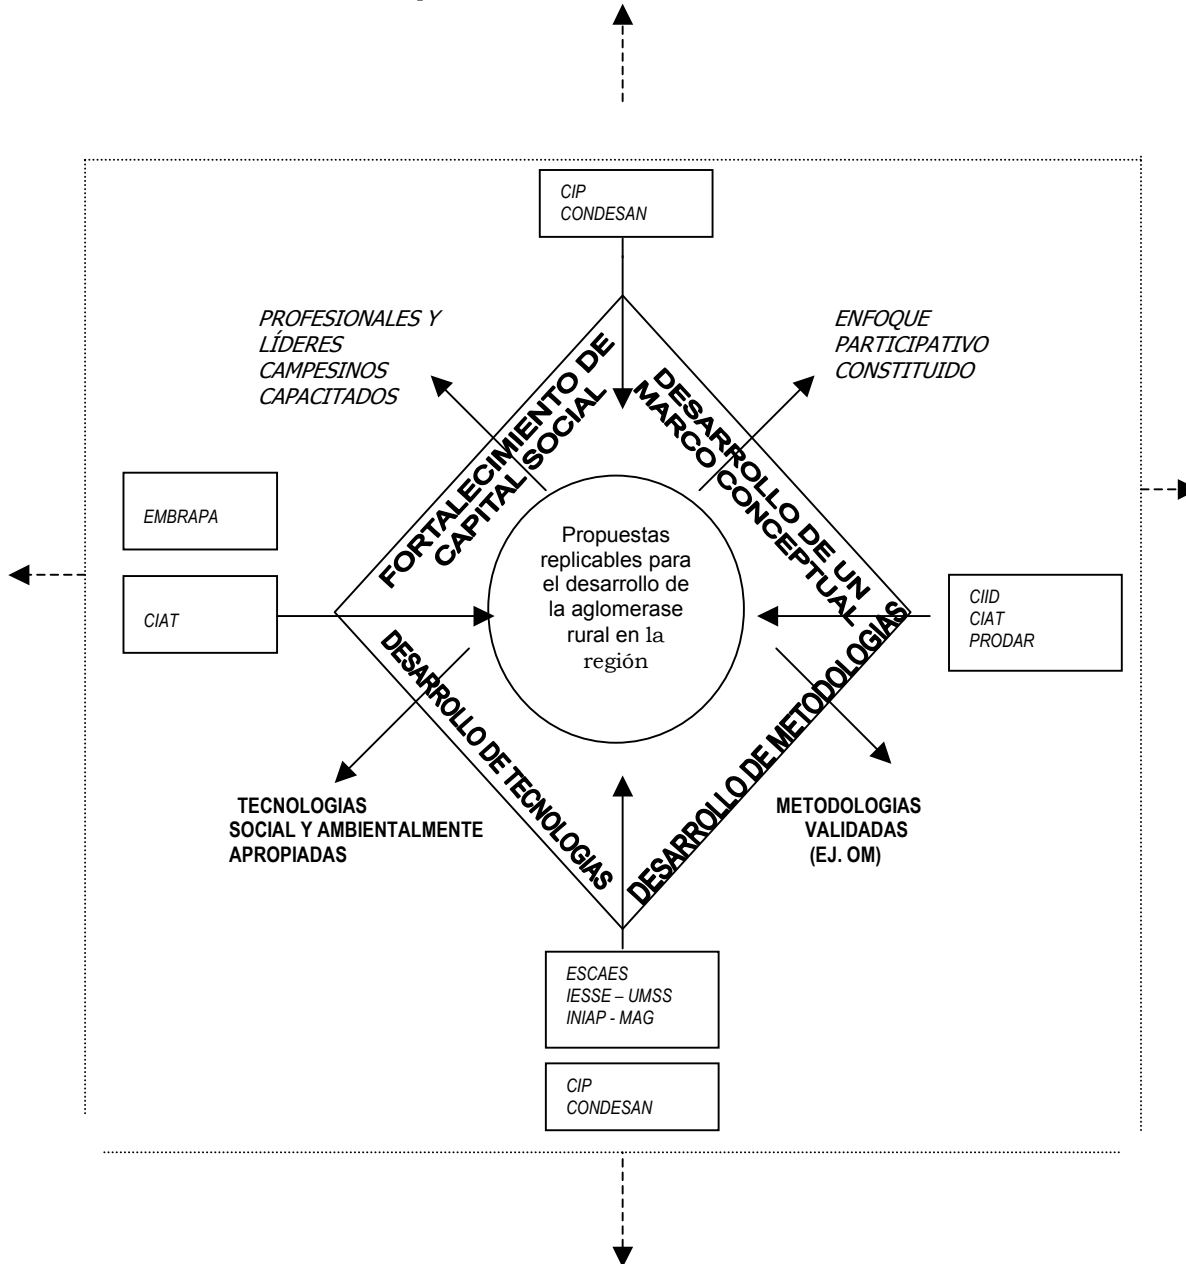 CIP
CONDESAN
PROFESIONALES Y
LÍDERES
CAMPESINOS
CAPACITADOS
ENFOQUE
PARTICIPATIVO
CONSTITUIDO
FORTALECIMIENTO DE
CAPITAL SOCIAL
DESARROLLO DE UN
MARCO CONCEPTUAL
EMBRAPA
CIAT
Propuestas
replicables para
el desarrollo de
la aglomerase
rural en la
región
CIID
CIAT
PRODAR
DESARROLLO DE TECNOLOGIAS
DESARROLLO DE METODOLOGIAS
TECNOLOGIAS
SOCIAL Y AMBIENTALMENTE
APROPIADAS
METODOLOGIAS
VALIDADAS
(EJ. OM)
ESCAES
IESSE – UMSS
INIAP - MAG
CIP
CONDESAN